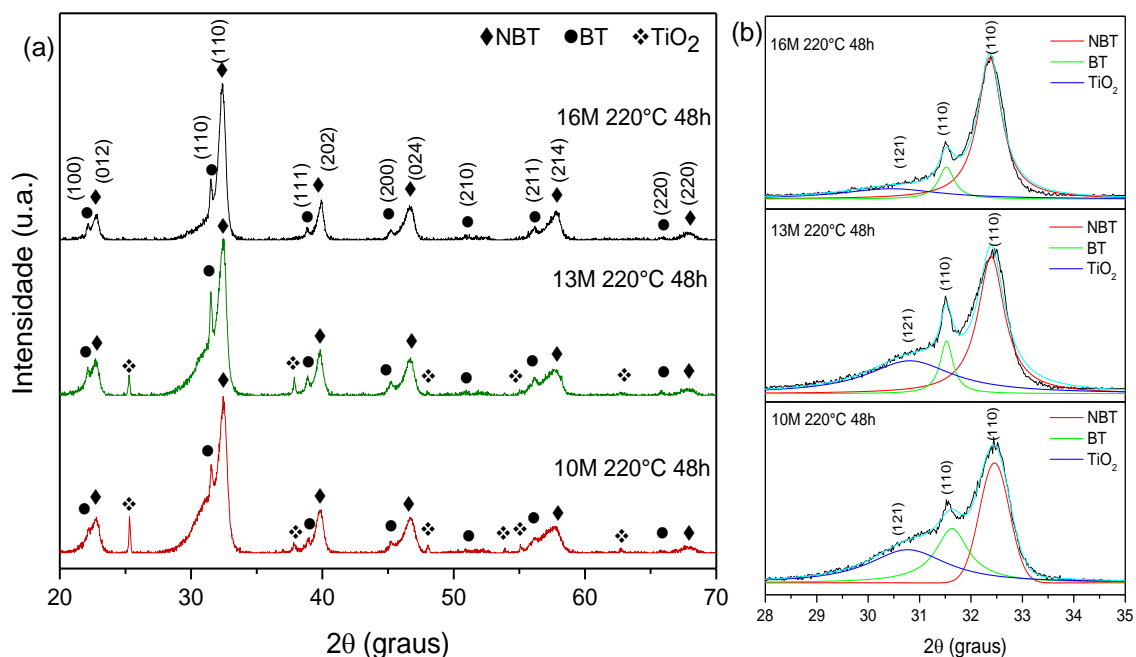 (a)
NBT BT TiO2
(110)
16M 220°C 48h
(100)
(012)
(110)
(111)
(202)
(200)
(024)
(210)
(211)
(214)
(220)
(220)
13M 220°C 48h
10M 220°C 48h
Intensidade (u.a.)
20 30 40 50 60 70
2θ (graus)
(b)
16M 220°C 48h
(110)
NBT
BT
TiO2
(110)
(121)
13M 220°C 48h
(110)
NBT
BT
TiO2
(110)
(121)
10M 220°C 48h
(110)
NBT
BT
TiO2
(110)
(121)
28 29 30 31 32 33 34 35
2θ (graus)